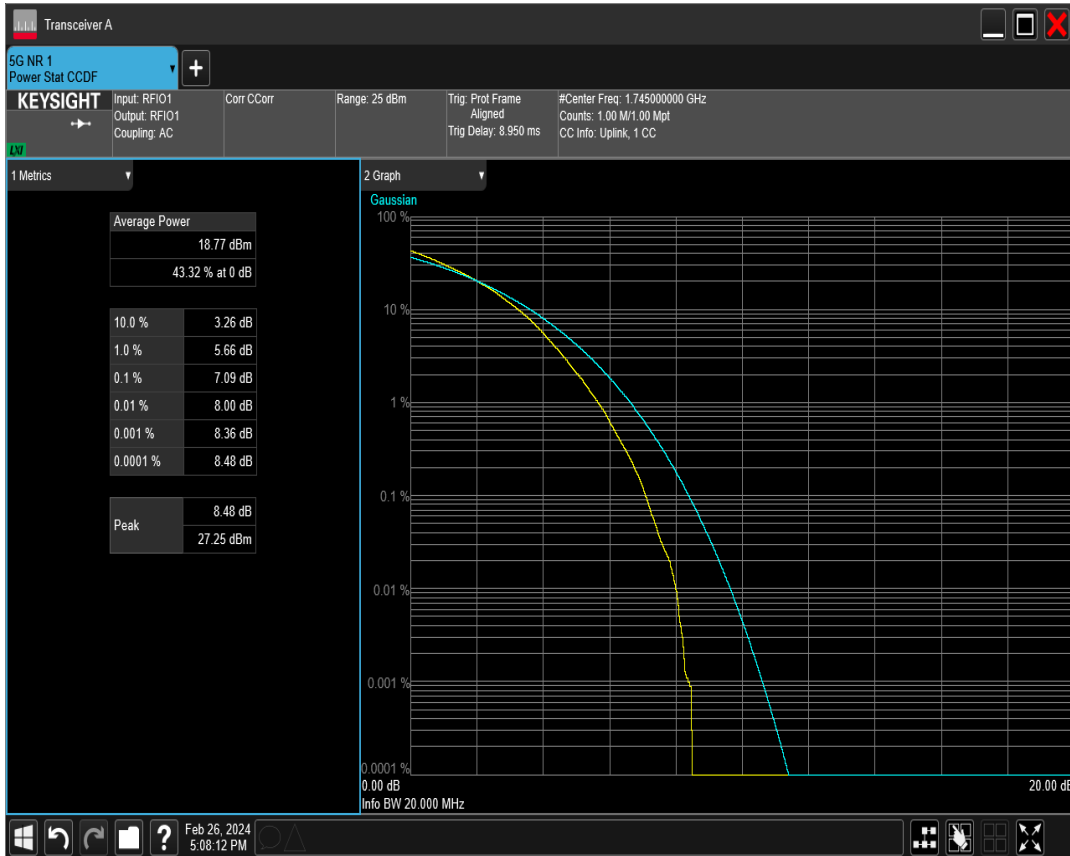 Transceiver A
5G NR 1
Power Stat CCDF
KEYSIGHT
LXI
Input: RFIO1
Output: RFIO1
Coupling: AC
Corr CCorr
Range: 25 dBm
Trig: Prot Frame
Aligned
Trig Delay: 8.950 ms
#Center Freq: 1.745000000 GHz
Counts: 1.00 M/1.00 Mpt
CC Info: Uplink, 1 CC
1 Metrics
Average Power
18.77 dBm
43.32 % at 0 dB
10.0 % 3.26 dB
1.0 % 5.66 dB
0.1 % 7.09 dB
0.01 % 8.00 dB
0.001 % 8.36 dB
0.0001 % 8.48 dB
Peak
8.48 dB
27.25 dBm
2 Graph
Gaussian
100 %
10 %
1 %
0.1 %
0.01 %
0.001 %
0.0001 %
0.00 dB 20.00 dB
Info BW 20.000 MHz
Feb 26, 2024
5:08:12 PM